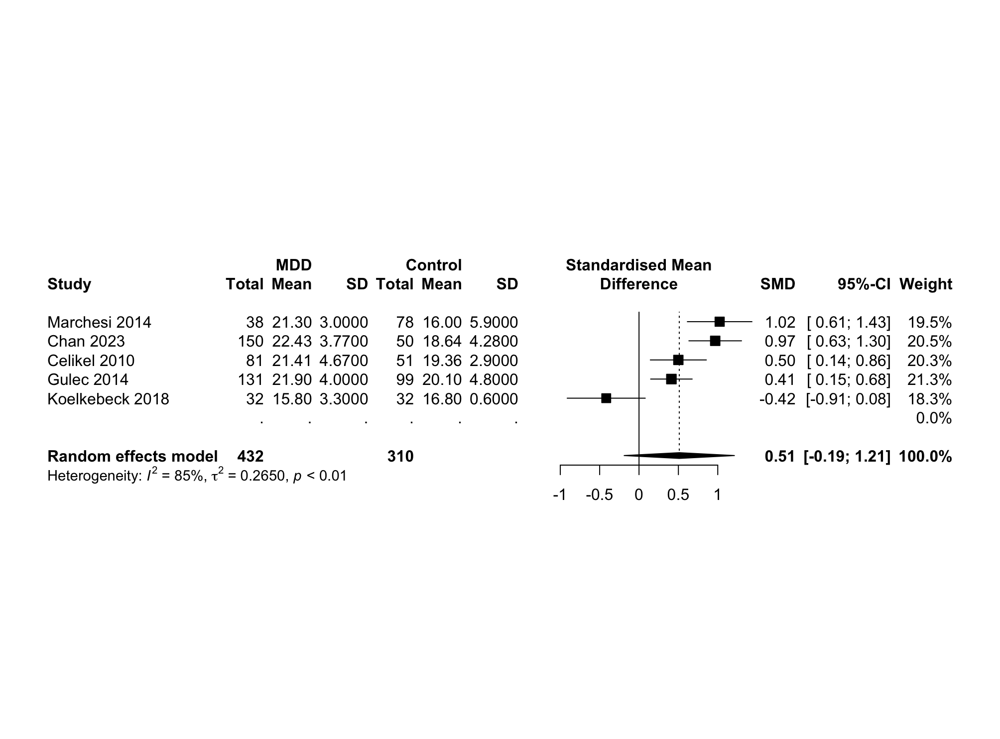 MDD Control Standardised Mean
Study Total Mean SD Total Mean SD Difference SMD 95%-CI Weight
Marchesi 2014 38 21.30 3.0000 78 16.00 5.9000 1.02 [ 0.61; 1.43] 19.5%
Chan 2023 150 22.43 3.7700 50 18.64 4.2800 0.97 [ 0.63; 1.30] 20.5%
Celikel 2010 81 21.41 4.6700 51 19.36 2.9000 0.50 [ 0.14; 0.86] 20.3%
Gulec 2014 131 21.90 4.0000 99 20.10 4.8000 0.41 [ 0.15; 0.68] 21.3%
Koelkebeck 2018 32 15.80 3.3000 32 16.80 0.6000 -0.42 [-0.91; 0.08] 18.3%
. . . . . . 0.0%
Random effects model 432 310 0.51 [-0.19; 1.21] 100.0%
Heterogeneity: I² = 85%, τ² = 0.2650, p < 0.01
-1 -0.5 0 0.5 1